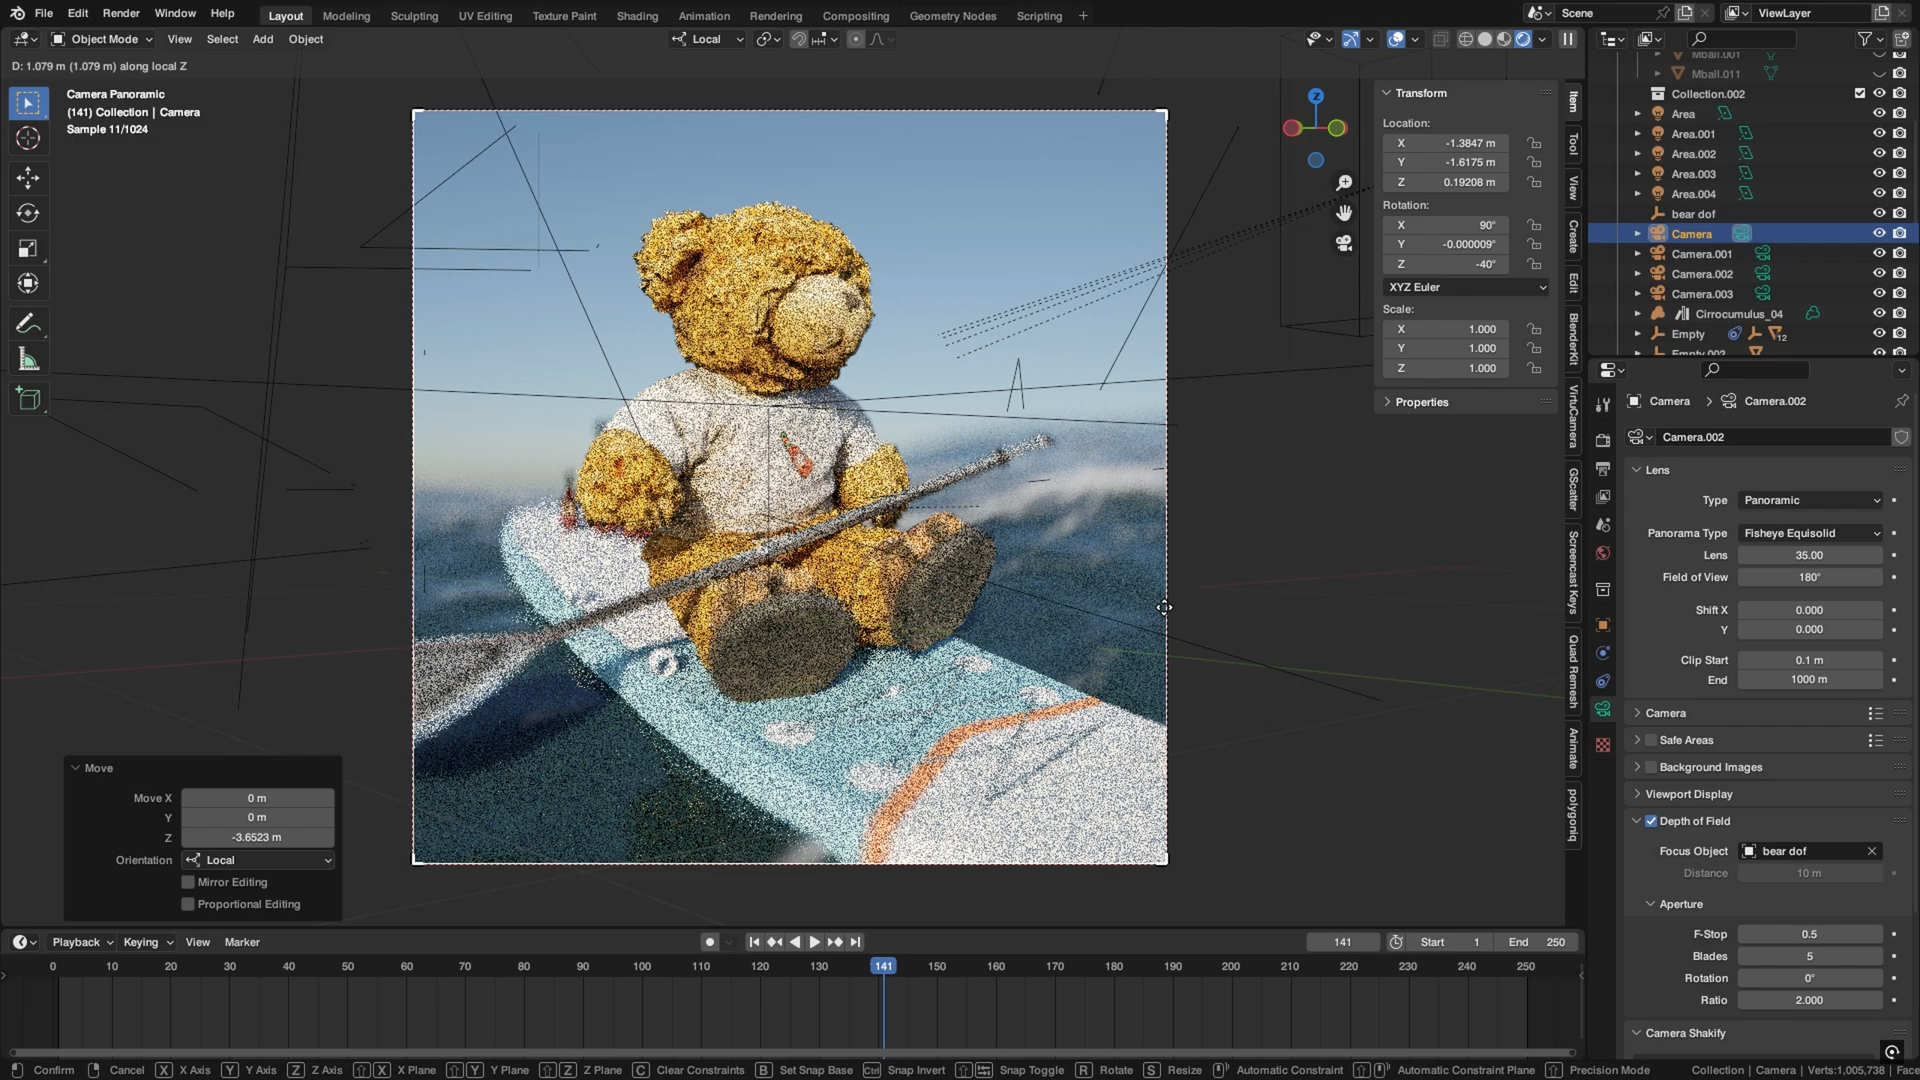 File Edit Render Window Help Layout Modeling Sculpting UV Editing Texture Paint Shading Animation Rendering Compositing Geometry Nodes Scripting + Scene ViewLayer
Object Mode View Select Add Object Local
D: 1.079 m (1.079 m) along local Z
Camera Panoramic
(141) Collection | Camera
Sample 11/1024
Z
Transform
Location:
X -1.3847 m
Y -1.6175 m
Z 0.19208 m
Rotation:
X 90°
Y -0.000009°
Z -40°
XYZ Euler
Scale:
X 1.000
Y 1.000
Z 1.000
Properties
Item
Tool
View
Create
Edit
BlenderKit
VirtuCamera
GScatter
Screencast Keys
Quad Remesh
Animate
polygoniq
Mball.001
Mball.011
Collection.002
Area
Area.001
Area.002
Area.003
Area.004
bear dof
Camera
Camera.001
Camera.002
Camera.003
Cirrocumulus_04
Empty 12
Empty.002
Camera > Camera.002
Camera.002
Lens
Type Panoramic
Panorama Type Fisheye Equisolid
Lens 35.00
Field of View 180°
Shift X 0.000
Y 0.000
Clip Start 0.1 m
End 1000 m
Camera
Safe Areas
Background Images
Viewport Display
Depth of Field
Focus Object bear dof
Distance 10 m
Aperture
F-Stop 0.5
Blades 5
Rotation 0°
Ratio 2.000
Camera Shakify
Move
Move X 0 m
Y 0 m
Z -3.6523 m
Orientation Local
Mirror Editing
Proportional Editing
Playback Keying View Marker 141 Start 1 End 250
0 10 20 30 40 50 60 70 80 90 100 110 120 130 141 150 160 170 180 190 200 210 220 230 240 250
Confirm Cancel X X Axis Y Y Axis Z Z Axis X X Plane Y Y Plane Z Z Plane C Clear Constraints B Set Snap Base Ctrl Snap Invert Snap Toggle R Rotate S Resize Automatic Constraint Automatic Constraint Plane Precision Mode Collection | Camera | Verts:1,005,738 | Face